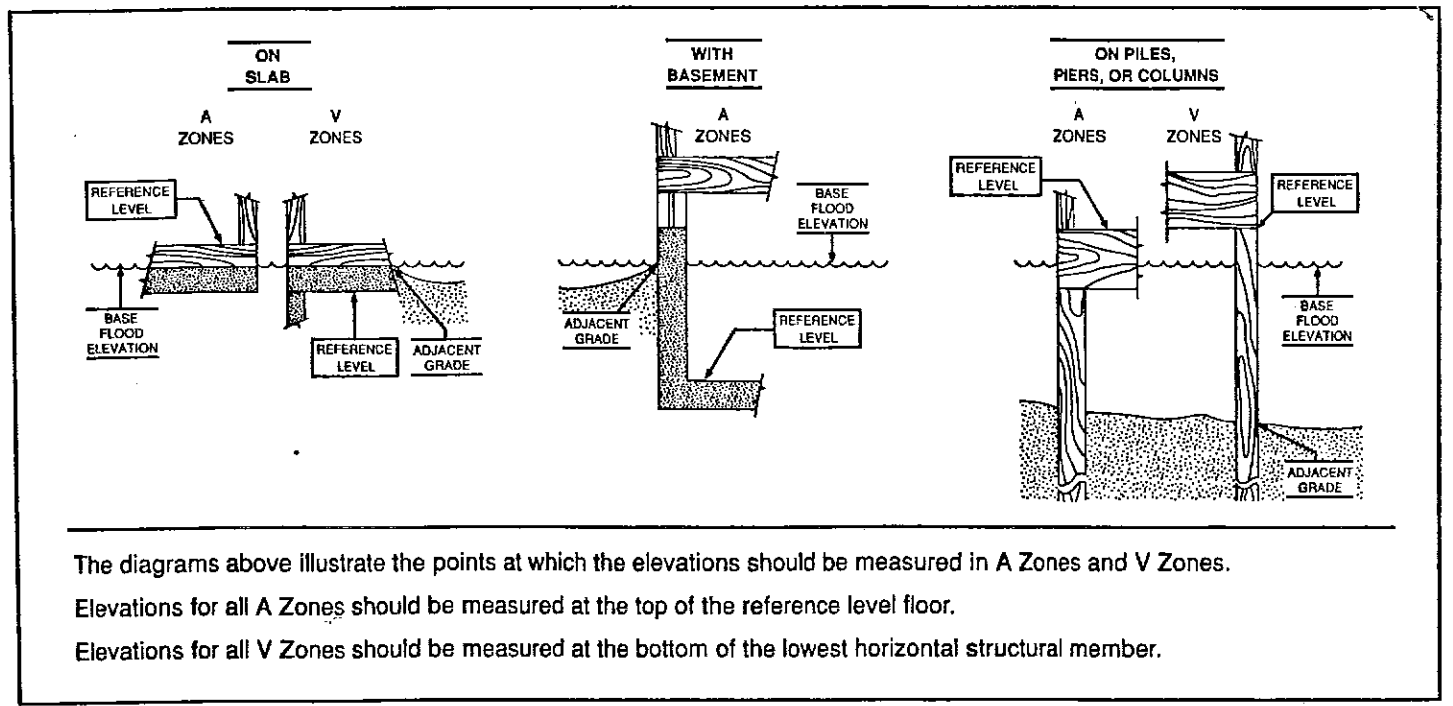 ON
SLAB
A
ZONES
V
ZONES
REFERENCE
LEVEL
BASE
FLOOD
ELEVATION
REFERENCE
LEVEL
ADJACENT
GRADE
WITH
BASEMENT
A
ZONES
BASE
FLOOD
ELEVATION
ADJACENT
GRADE
REFERENCE
LEVEL
ON PILES,
PIERS, OR COLUMNS
A
ZONES
V
ZONES
REFERENCE
LEVEL
REFERENCE
LEVEL
BASE
FLOOD
ELEVATION
ADJACENT
GRADE
The diagrams above illustrate the points at which the elevations should be measured in A Zones and V Zones.
Elevations for all A Zones should be measured at the top of the reference level floor.
Elevations for all V Zones should be measured at the bottom of the lowest horizontal structural member.